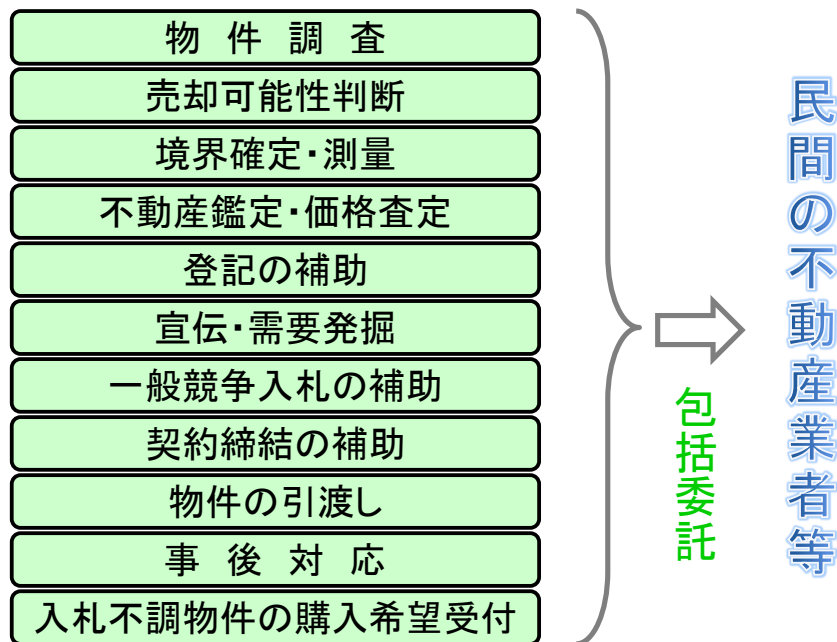 物件調査
売却可能性判断
境界確定・測量
不動産鑑定・価格査定
登記の補助
宣伝・需要発掘
一般競争入札の補助
契約締結の補助
物件の引渡し
事後対応
入札不調物件の購入希望受付
包括委託
民間の不動産業者等